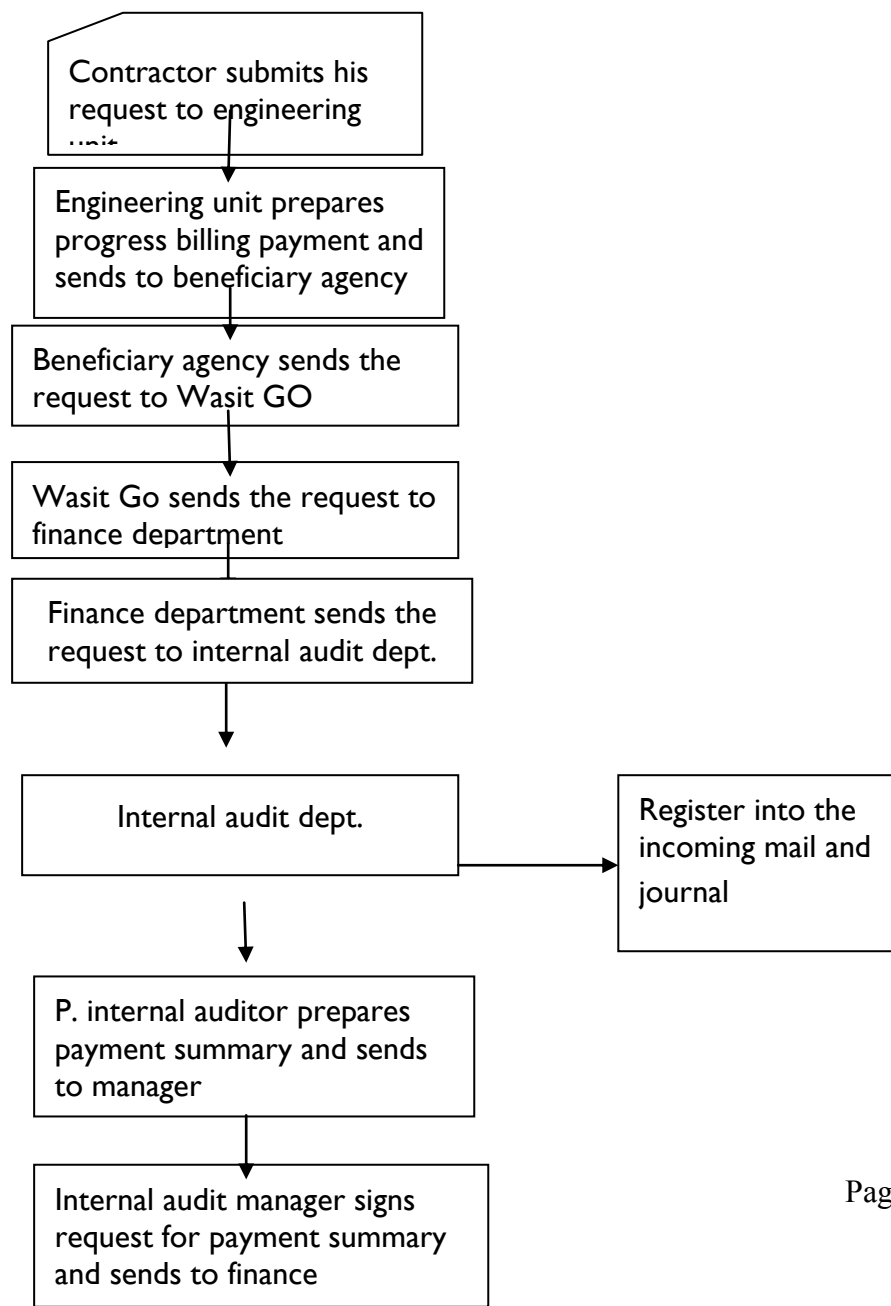 Contractor submits his
request to engineering
unit
Engineering unit prepares
progress billing payment and
sends to beneficiary agency
Beneficiary agency sends the
request to Wasit GO
Wasit Go sends the request to
finance department
Finance department sends the
request to internal audit dept.
Internal audit dept.
Register into the
incoming mail and
journal
P. internal auditor prepares
payment summary and sends
to manager
Internal audit manager signs
request for payment summary
and sends to finance
Pag